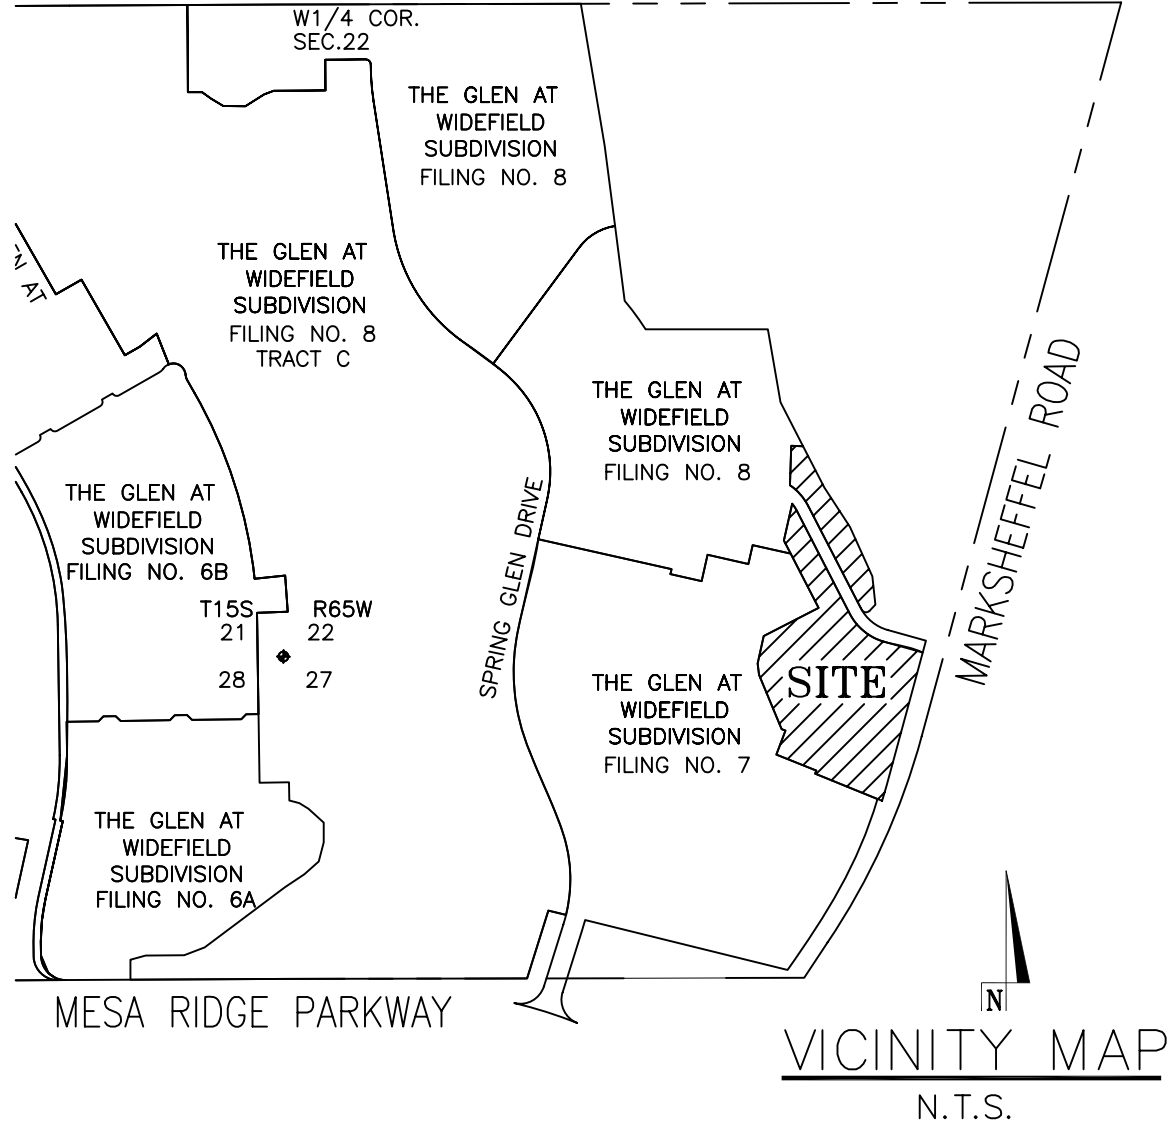 W1/4 COR.
SEC.22
THE GLEN AT
WIDEFIELD
SUBDIVISION
FILING NO. 8
THE GLEN AT
WIDEFIELD
SUBDIVISION
FILING NO. 8
TRACT C
N AT
THE GLEN AT
WIDEFIELD
SUBDIVISION
FILING NO. 8
MARKSHEFFEL ROAD
THE GLEN AT
WIDEFIELD
SUBDIVISION
FILING NO. 6B
SPRING GLEN DRIVE
T15S R65W
21 22
28 27
SITE
THE GLEN AT
WIDEFIELD
SUBDIVISION
FILING NO. 7
THE GLEN AT
WIDEFIELD
SUBDIVISION
FILING NO. 6A
N
MESA RIDGE PARKWAY
VICINITY MAP
N.T.S.